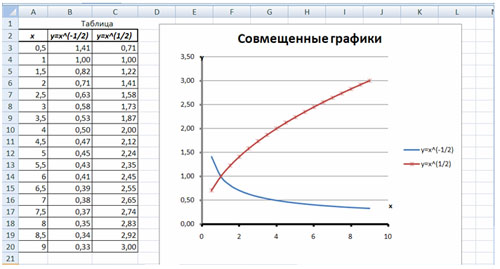 A B C D E F G H I J K L
1 Таблица
2 x y=x^(-1/2) y=x^(1/2)
3 0,5 1,41 0,71
4 1 1,00 1,00
5 1,5 0,82 1,22
6 2 0,71 1,41
7 2,5 0,63 1,58
8 3 0,58 1,73
9 3,5 0,53 1,87
10 4 0,50 2,00
11 4,5 0,47 2,12
12 5 0,45 2,24
13 5,5 0,43 2,35
14 6 0,41 2,45
15 6,5 0,39 2,55
16 7 0,38 2,65
17 7,5 0,37 2,74
18 8 0,35 2,83
19 8,5 0,34 2,92
20 9 0,33 3,00
21
Совмещенные графики
Y
3,50
3,00
2,50
2,00
1,50
1,00
0,50
0,00
0 2 4 6 8 10
x
y=x^(-1/2)
y=x^(1/2)